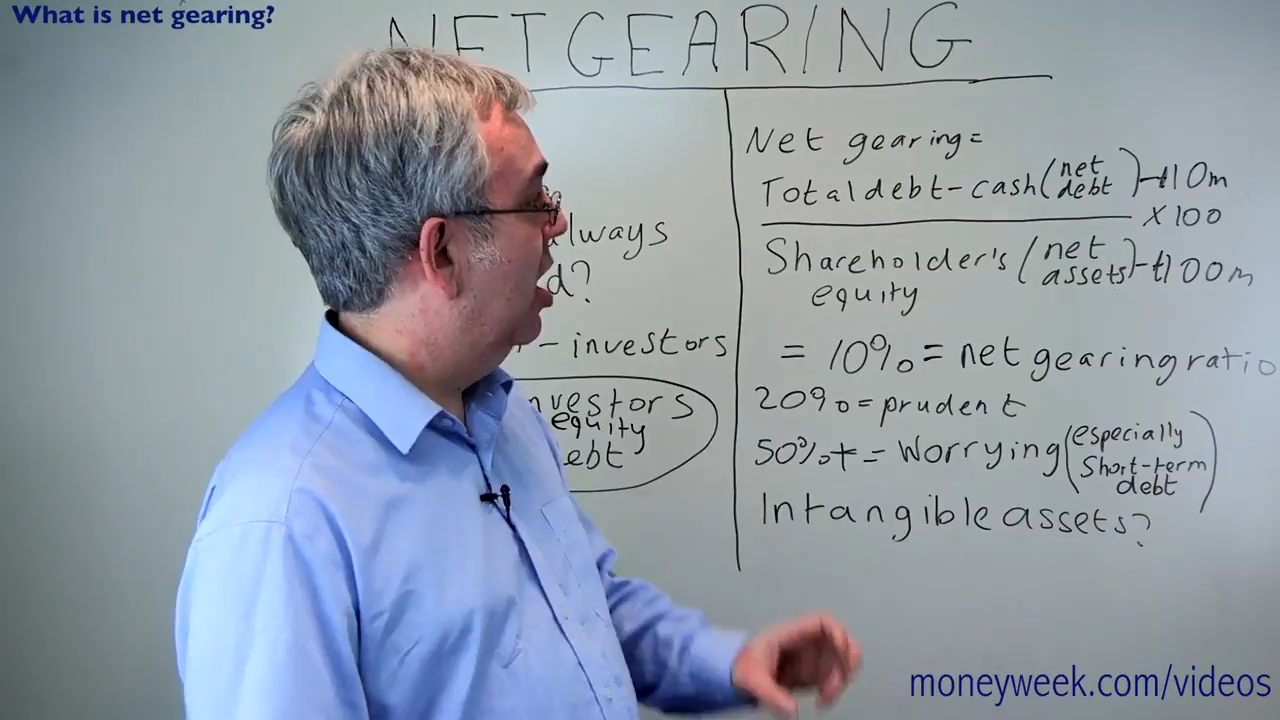 What is net gearing?
NETGEARING
always
d?
- investors
nvestors
equity
ebt
Net gearing=
Total debt - cash (net debt) - £10m
x 100
Shareholder's equity (net assets) - £100m
= 10% = net gearing ratio
20% = prudent
50%+ = Worrying (especially short-term debt)
Intangible assets?
moneyweek.com/videos